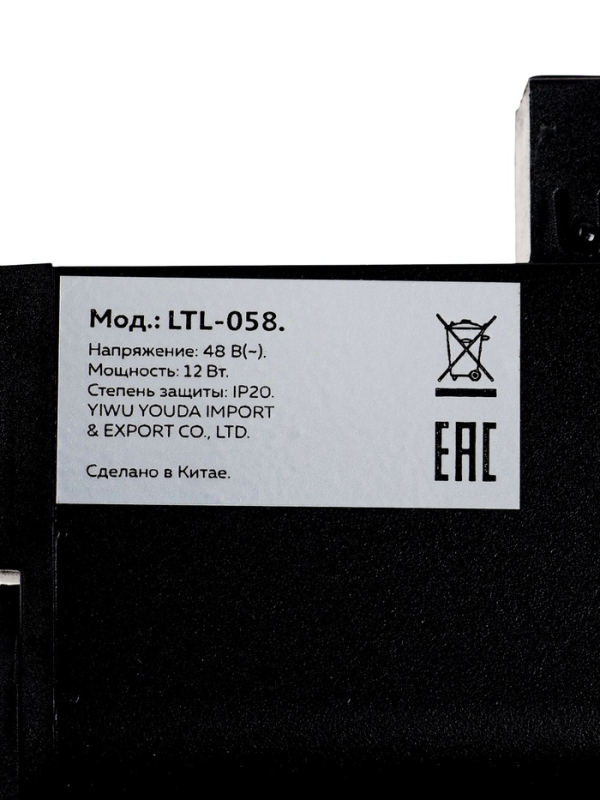 Мод.: LTL-058.
Напряжение: 48 В(~).
Мощность: 12 Вт.
Степень защиты: IP20.
YIWU YOUDA IMPORT
& EXPORT CO., LTD.
Сделано в Китае.
EAC